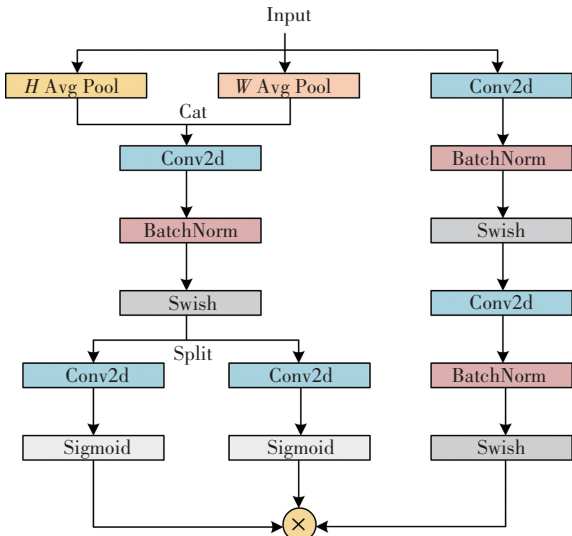 Input
H Avg Pool W Avg Pool Conv2d
Cat
Conv2d BatchNorm
BatchNorm Swish
Swish Conv2d
Split
Conv2d Conv2d BatchNorm
Sigmoid Sigmoid Swish
×